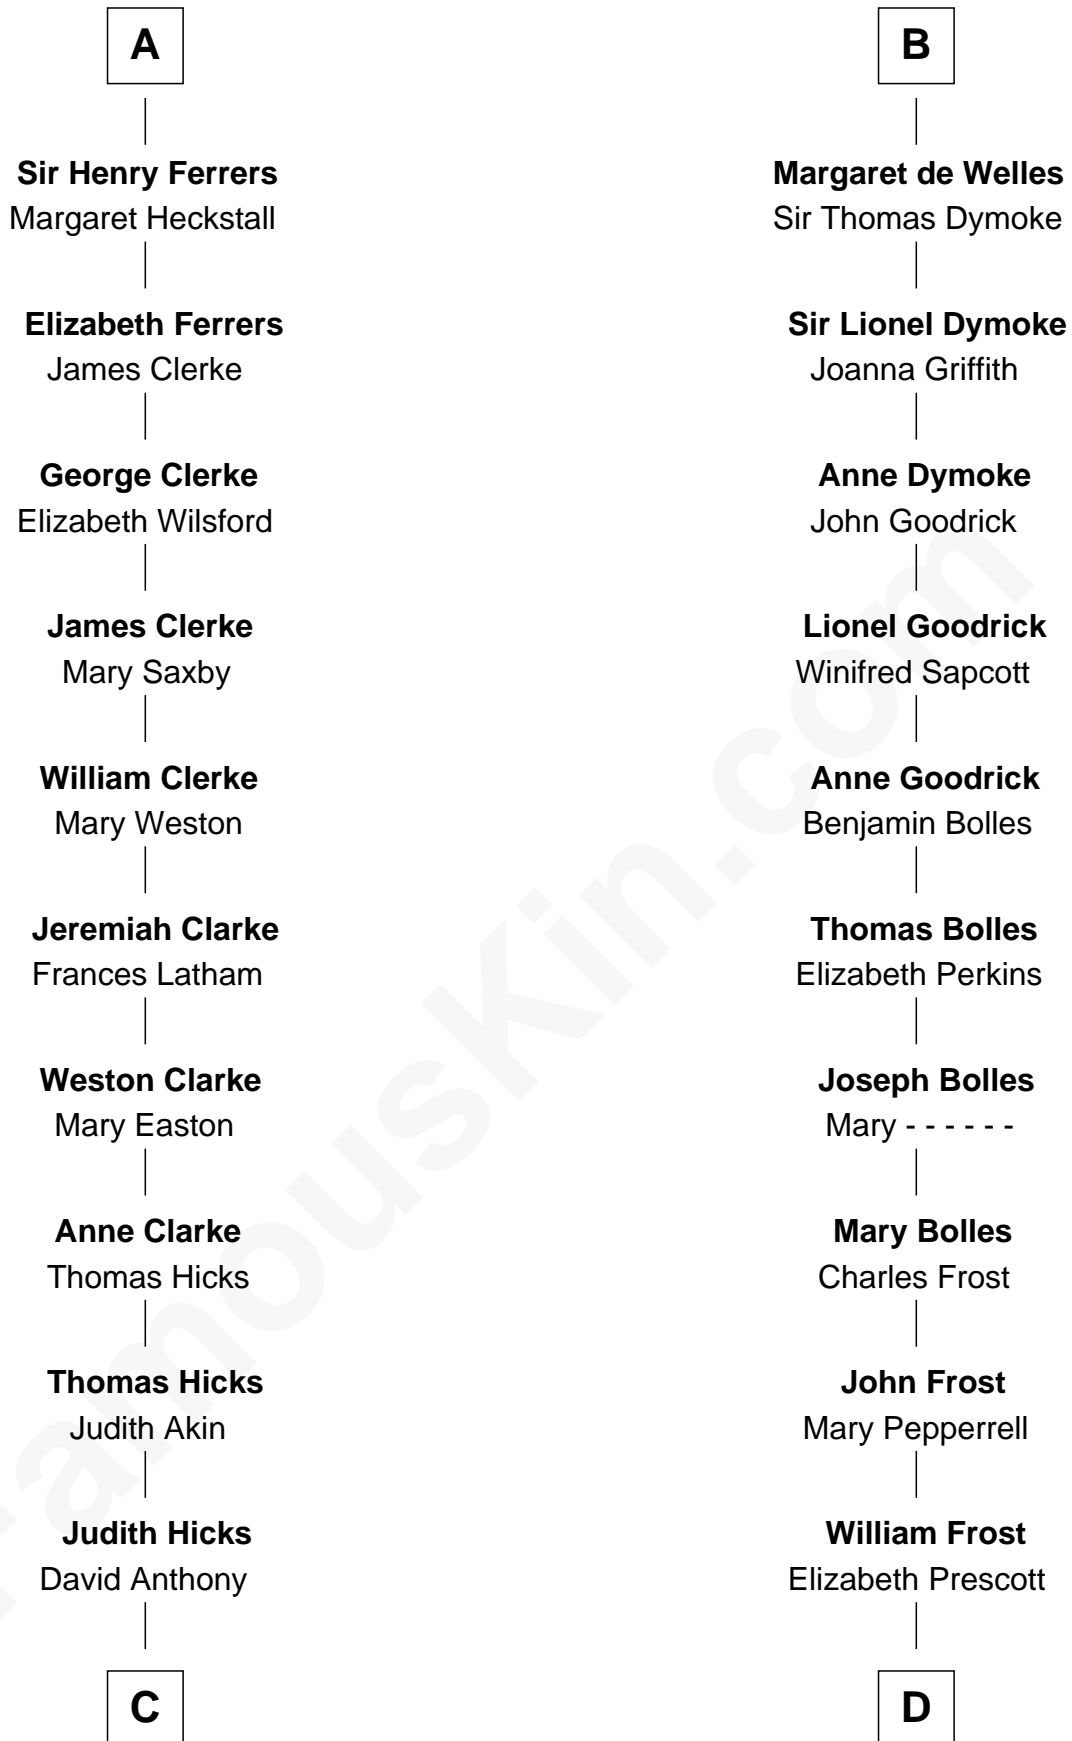 A
Sir Henry Ferrers
Margaret Heckstall
Elizabeth Ferrers
James Clerke
George Clerke
Elizabeth Wilsford
James Clerke
Mary Saxby
William Clerke
Mary Weston
Jeremiah Clarke
Frances Latham
Weston Clarke
Mary Easton
Anne Clarke
Thomas Hicks
Thomas Hicks
Judith Akin
Judith Hicks
David Anthony
C
B
Margaret de Welles
Sir Thomas Dymoke
Sir Lionel Dymoke
Joanna Griffith
Anne Dymoke
John Goodrick
Lionel Goodrick
Winifred Sapcott
Anne Goodrick
Benjamin Bolles
Thomas Bolles
Elizabeth Perkins
Joseph Bolles
Mary - - - - - -
Mary Bolles
Charles Frost
John Frost
Mary Pepperrell
William Frost
Elizabeth Prescott
D
FamousKin.com